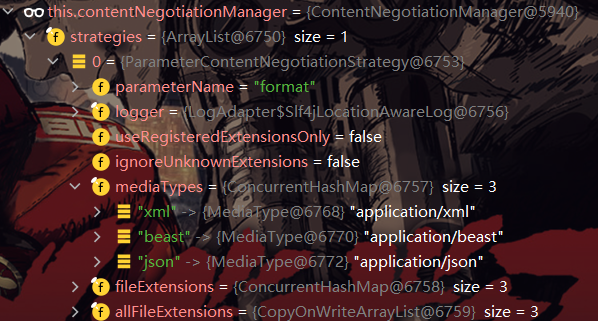 this.contentNegotiationManager = {ContentNegotiationManager@5940}
strategies = {ArrayList@6750} size = 1
0 = {ParameterContentNegotiationStrategy@6753}
parameterName = "format"
logger = {LogAdapter$Slf4jLocationAwareLog@6756}
useRegisteredExtensionsOnly = false
ignoreUnknownExtensions = false
mediaTypes = {ConcurrentHashMap@6757} size = 3
"xml" -> {MediaType@6768} "application/xml"
"beast" -> {MediaType@6770} "application/beast"
"json" -> {MediaType@6772} "application/json"
fileExtensions = {ConcurrentHashMap@6758} size = 3
allFileExtensions = {CopyOnWriteArrayList@6759} size = 3